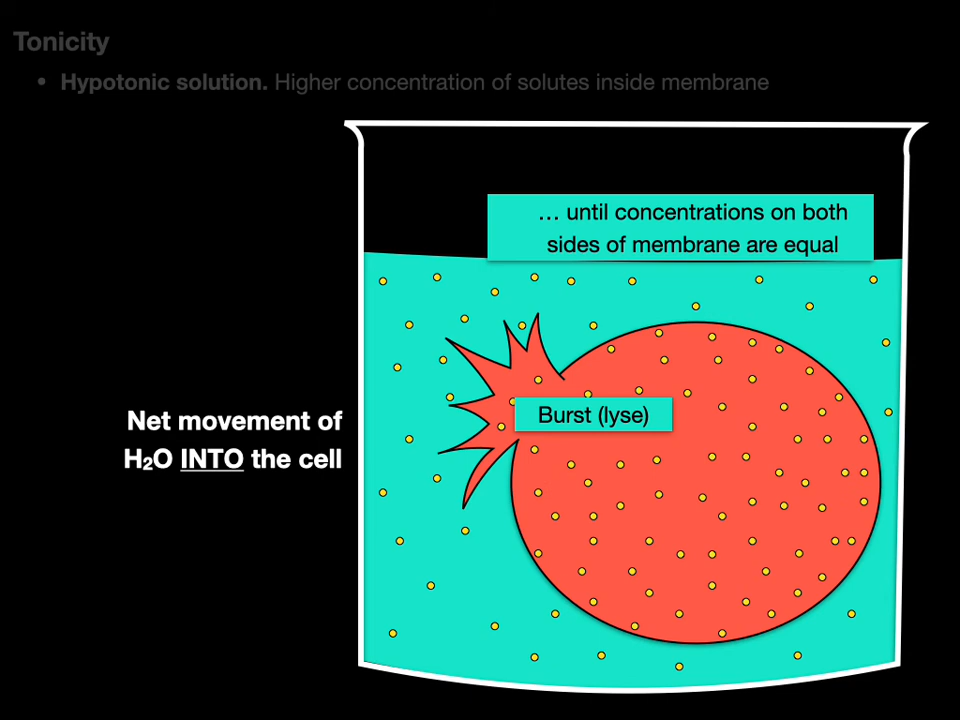 Tonicity
• Hypotonic solution. Higher concentration of solutes inside membrane
… until concentrations on both
sides of membrane are equal
Burst (lyse)
Net movement of
H₂O INTO the cell